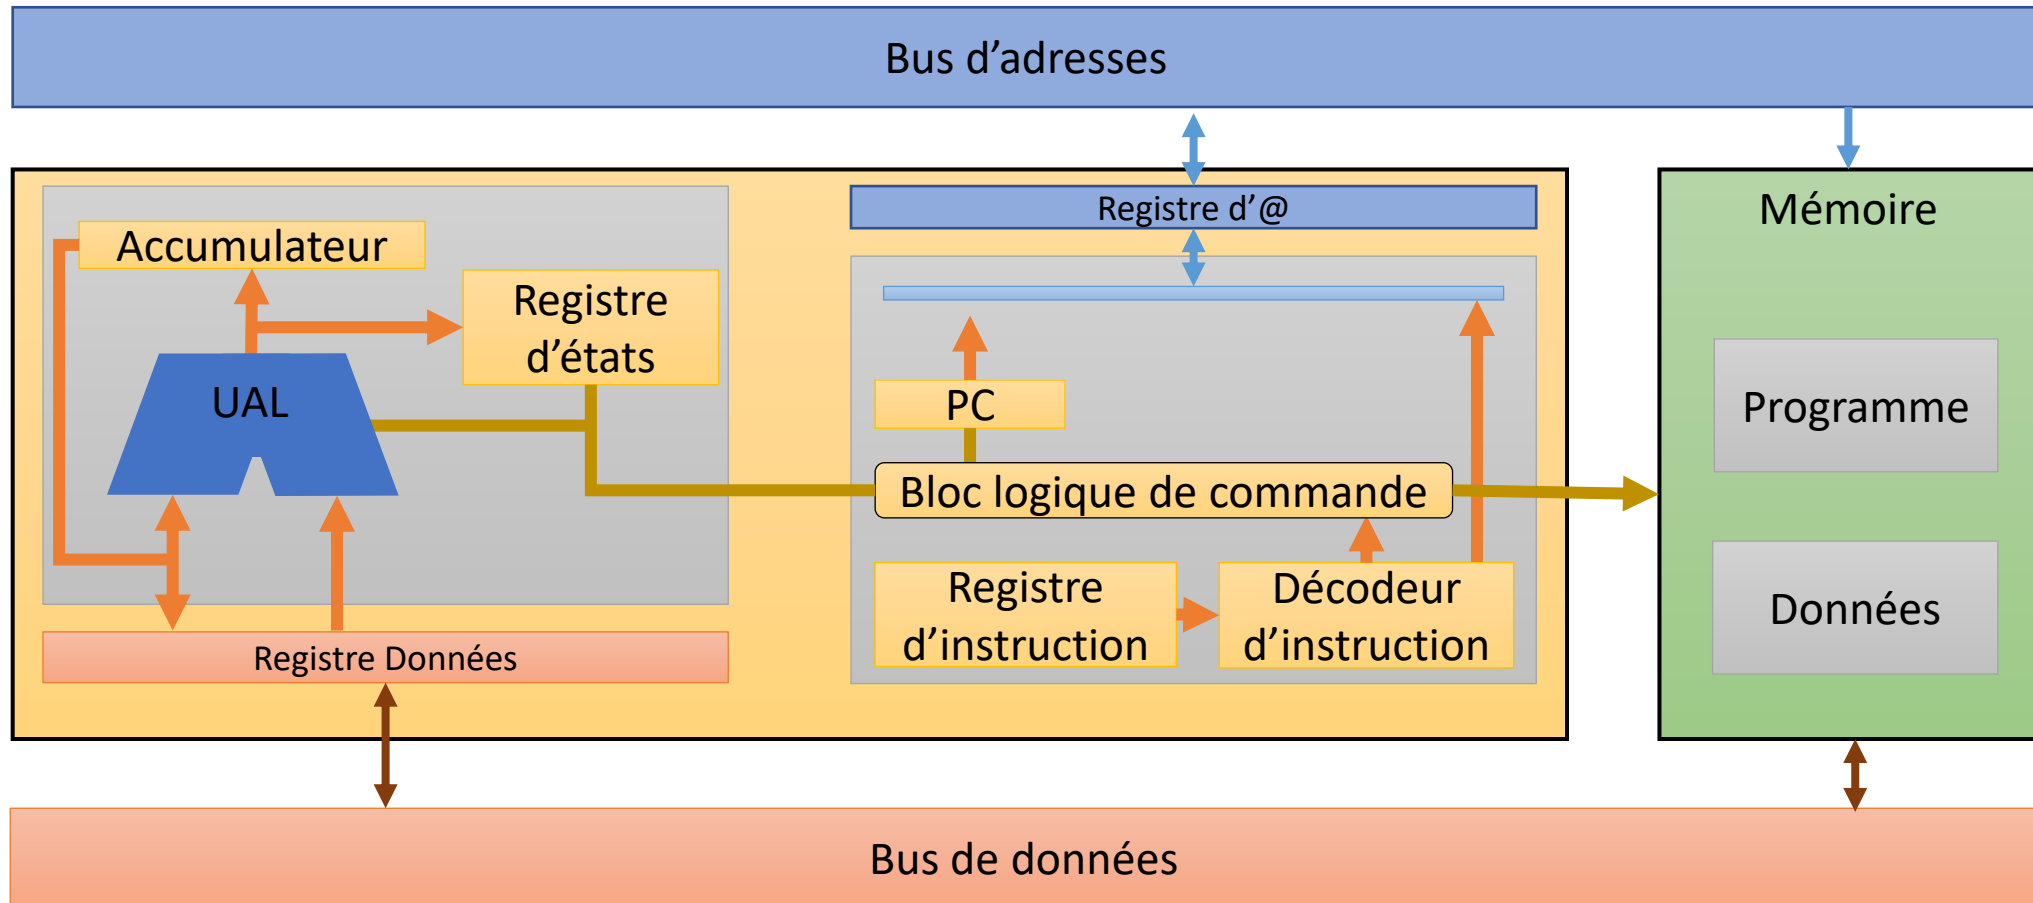 Bus d’adresses
Registre d’@
Mémoire
Accumulateur
Registre
d’états
UAL
PC
Programme
Bloc logique de commande
Registre
d’instruction
Décodeur
d’instruction
Données
Registre Données
Bus de données